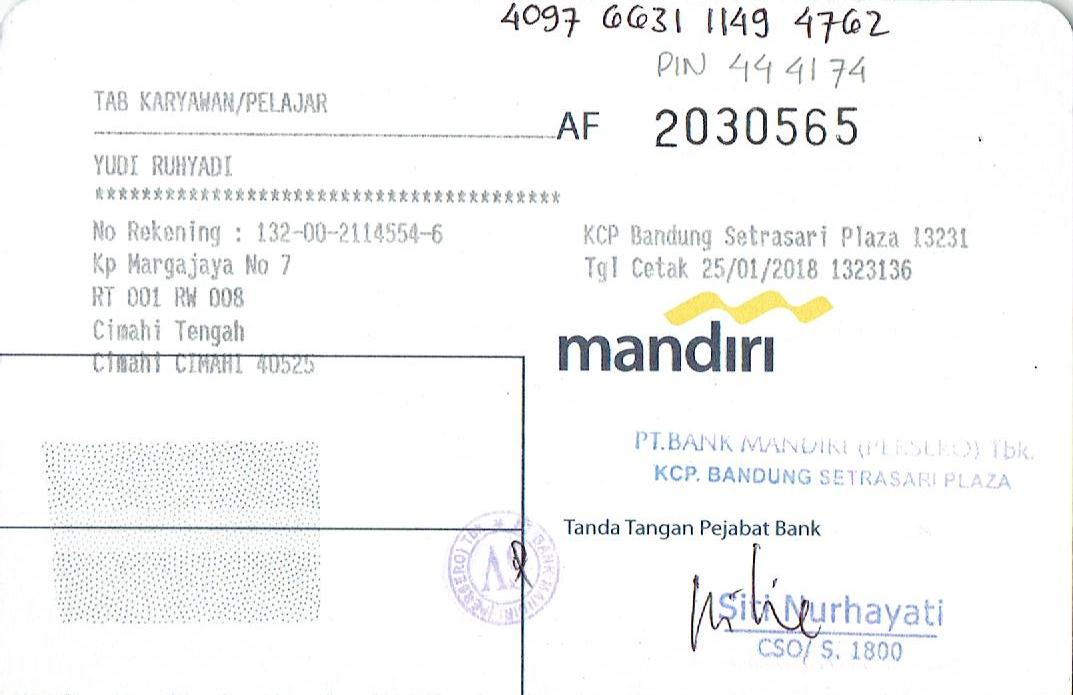 4097 6631 1149 4762
PIN 444174
TAB KARYAWAN/PELAJAR
AF 2030565
YUDI RUHYADI
***************************************
No Rekening : 132-00-2114554-6
KCP Bandung Setrasari Plaza 13231
Kp Margajaya No 7
Tgl Cetak 25/01/2018 1323136
RT 001 RW 008
Cimahi Tengah
mandiri
Cimahi CIMAHI 40525
PT.BANK MANDIRI (PERSERO) Tbk.
KCP. BANDUNG SETRASARI PLAZA
Tanda Tangan Pejabat Bank
Siti Nurhayati
CSO/ S. 1800